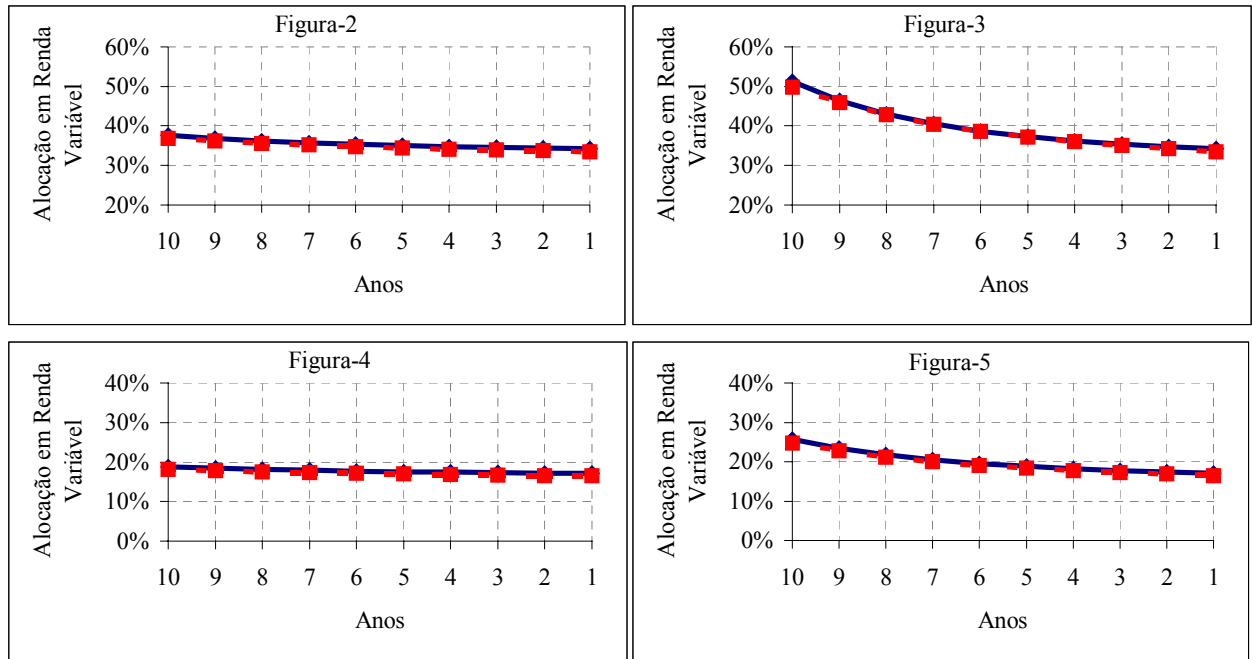 Figura-2
Alocação em Renda
Variável
60%
50%
40%
30%
20%
10 9 8 7 6 5 4 3 2 1
Anos
Figura-3
Alocação em Renda
Variável
60%
50%
40%
30%
20%
10 9 8 7 6 5 4 3 2 1
Anos
Figura-4
Alocação em Renda
Variável
40%
30%
20%
10%
0%
10 9 8 7 6 5 4 3 2 1
Anos
Figura-5
Alocação em Renda
Variável
40%
30%
20%
10%
0%
10 9 8 7 6 5 4 3 2 1
Anos